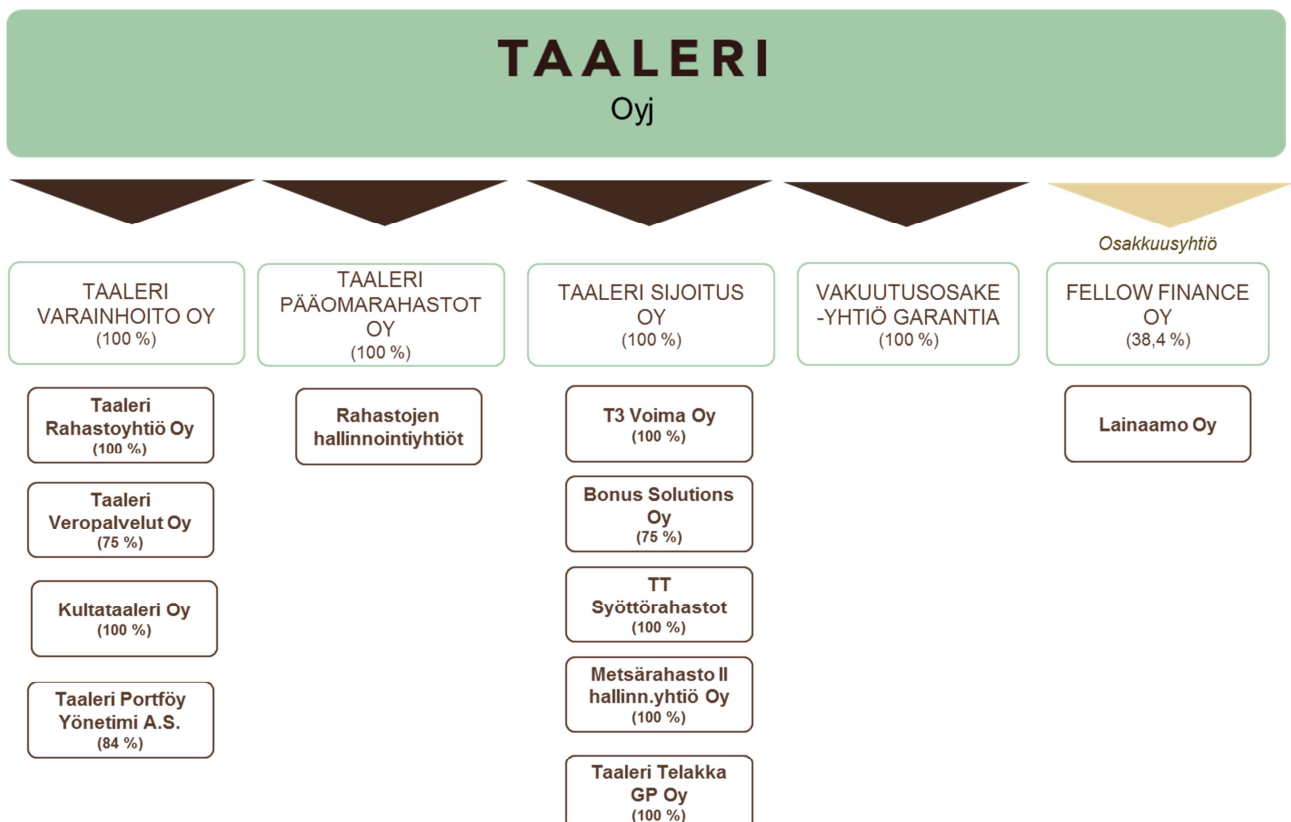 TAALERI
Oyj
Osakkuusyhtiö
TAALERI
VARAINHOITO OY
(100 %)
TAALERI
PÄÄOMARAHASTOT
OY
(100 %)
TAALERI SIJOITUS
OY
(100 %)
VAKUUTUSOSAKE
-YHTIÖ GARANTIA
(100 %)
FELLOW FINANCE
OY
(38,4 %)
Taaleri
Rahastoyhtiö Oy
(100 %)
Taaleri
Veropalvelut Oy
(75 %)
Kultataaleri Oy
(100 %)
Taaleri Portföy
Yönetimi A.S.
(84 %)
Rahastojen
hallinnointiyhtiöt
T3 Voima Oy
(100 %)
Bonus Solutions
Oy
(75 %)
TT
Syöttörahastot
(100 %)
Metsärahasto II
hallinn.yhtiö Oy
(100 %)
Taaleri Telakka
GP Oy
(100 %)
Lainaamo Oy